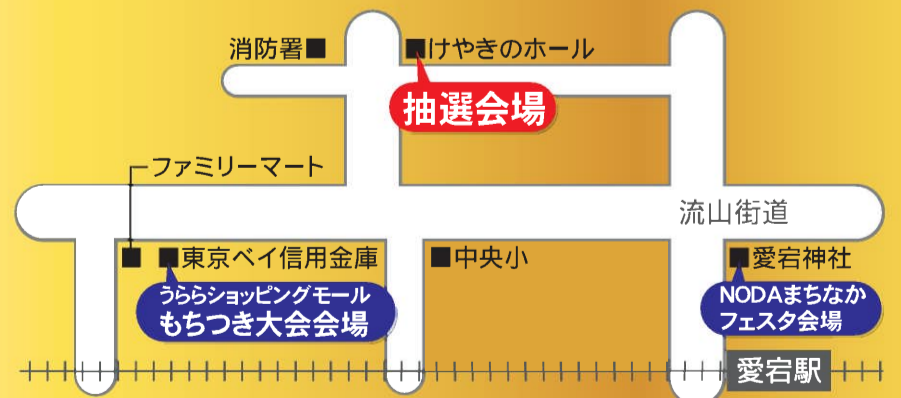 消防署
けやきのホール
抽選会場
ファミリーマート
流山街道
東京ベイ信用金庫
中央小
愛宕神社
うららショッピングモール
もちつき大会会場
NODAまちなか
フェスタ会場
愛宕駅